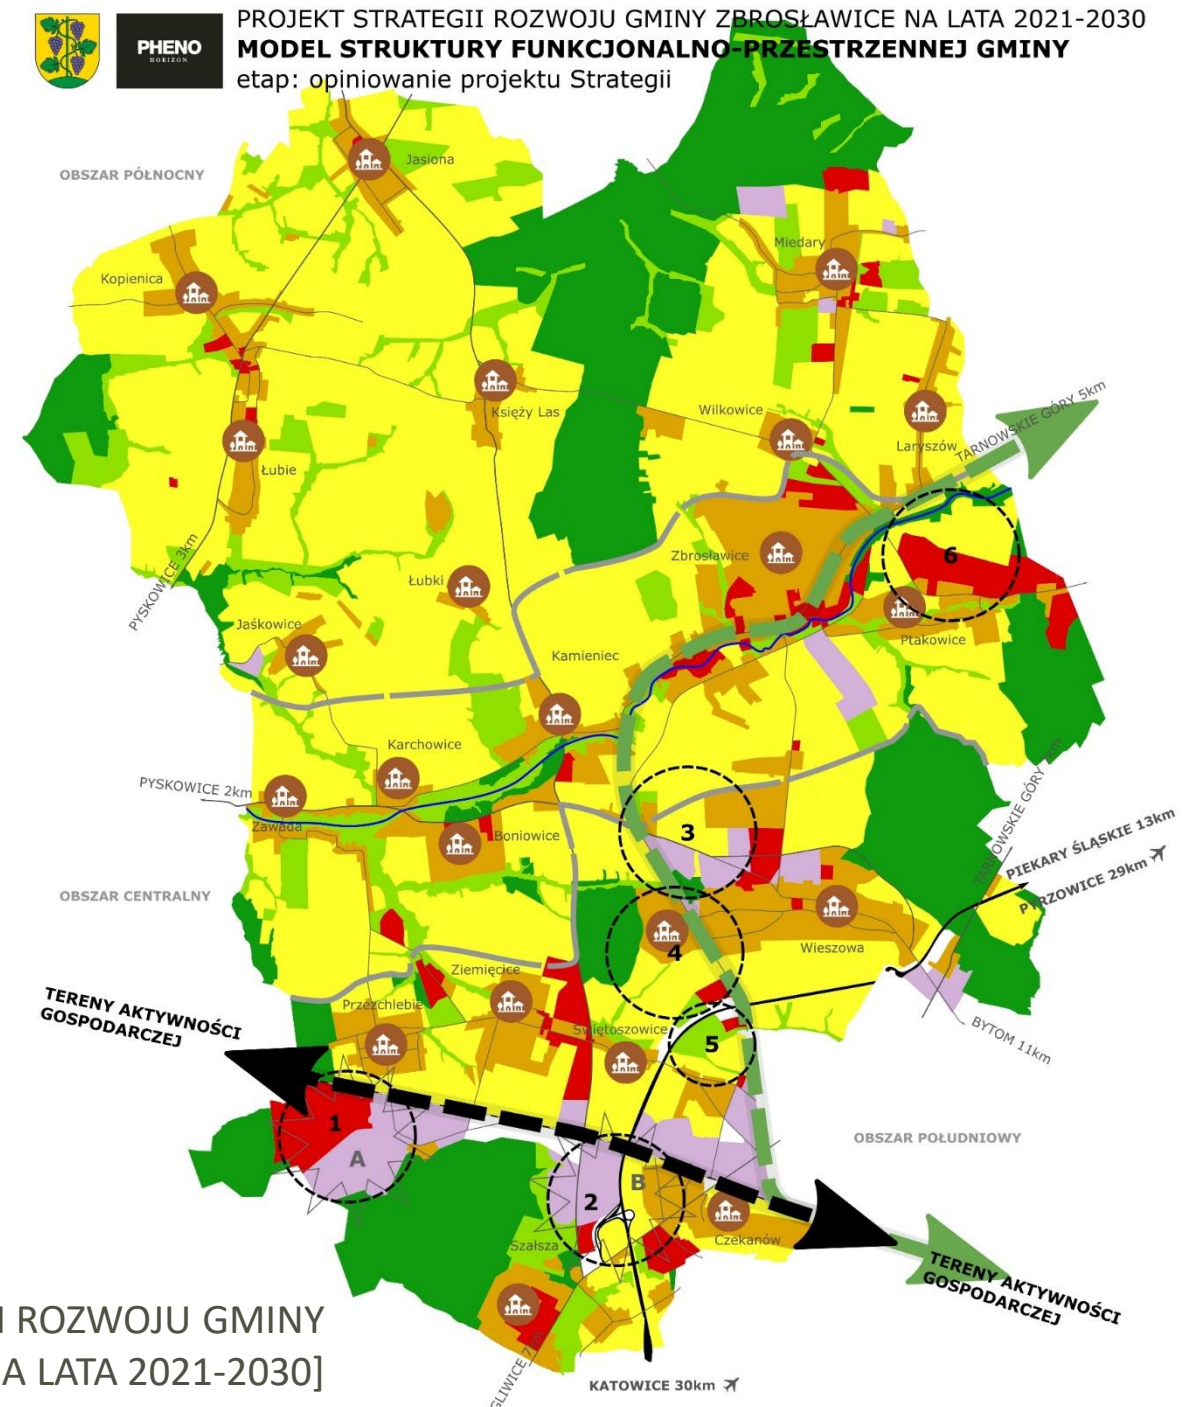 PHENO
HORIZON
PROJEKT STRATEGII ROZWOJU GMINY ZBROSŁAWICE NA LATA 2021-2030
MODEL STRUKTURY FUNKCJONALNO-PRZESTRZENNEJ GMINY
etap: opiniowanie projektu Strategii
Jasiona
OBSZAR PÓŁNOCNY
Miedary
Kopienica
Księży Las
Wilkowice
Laryszów
TARNOWSKIE GÓRY 5km
Łubie
PYSKOWICE 3km
Zbrosławice
6
Łubki
Jaśkowice
Ptakowice
Kamieniec
Karchowice
PYSKOWICE 2km
Zawada
Boniowice
3
TARNOWSKIE GÓRY
PIEKARY ŚLĄSKIE 13km
PYRZOWICE 29km
OBSZAR CENTRALNY
Wieszowa
4
Ziemięcice
Przezchlebie
TERENY AKTYWNOŚCI
GOSPODARCZEJ
Świętoszowice
5
BYTOM 11km
1
A
OBSZAR POŁUDNIOWY
B
2
Szałsza
Czekanów
TERENY AKTYWNOŚCI
GOSPODARCZEJ
I ROZWOJU GMINY
A LATA 2021-2030]
GLIWICE 7
KATOWICE 30km